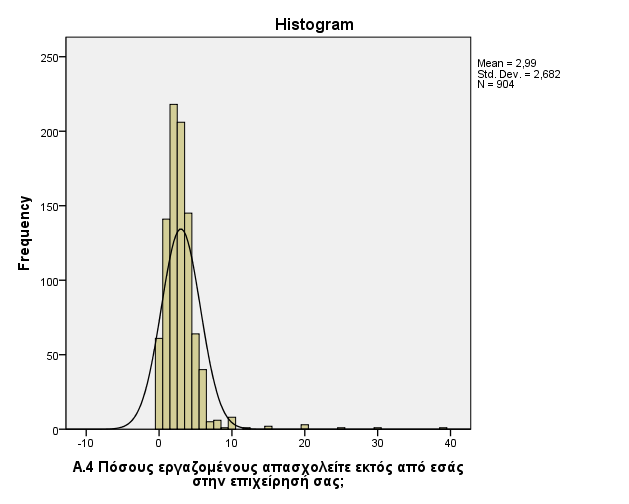 Histogram
Mean = 2,99
Std. Dev. = 2,682
N = 904
250
200
150
100
50
0
Frequency
-10 0 10 20 30 40
Α.4 Πόσους εργαζομένους απασχολείτε εκτός από εσάς
στην επιχείρησή σας;